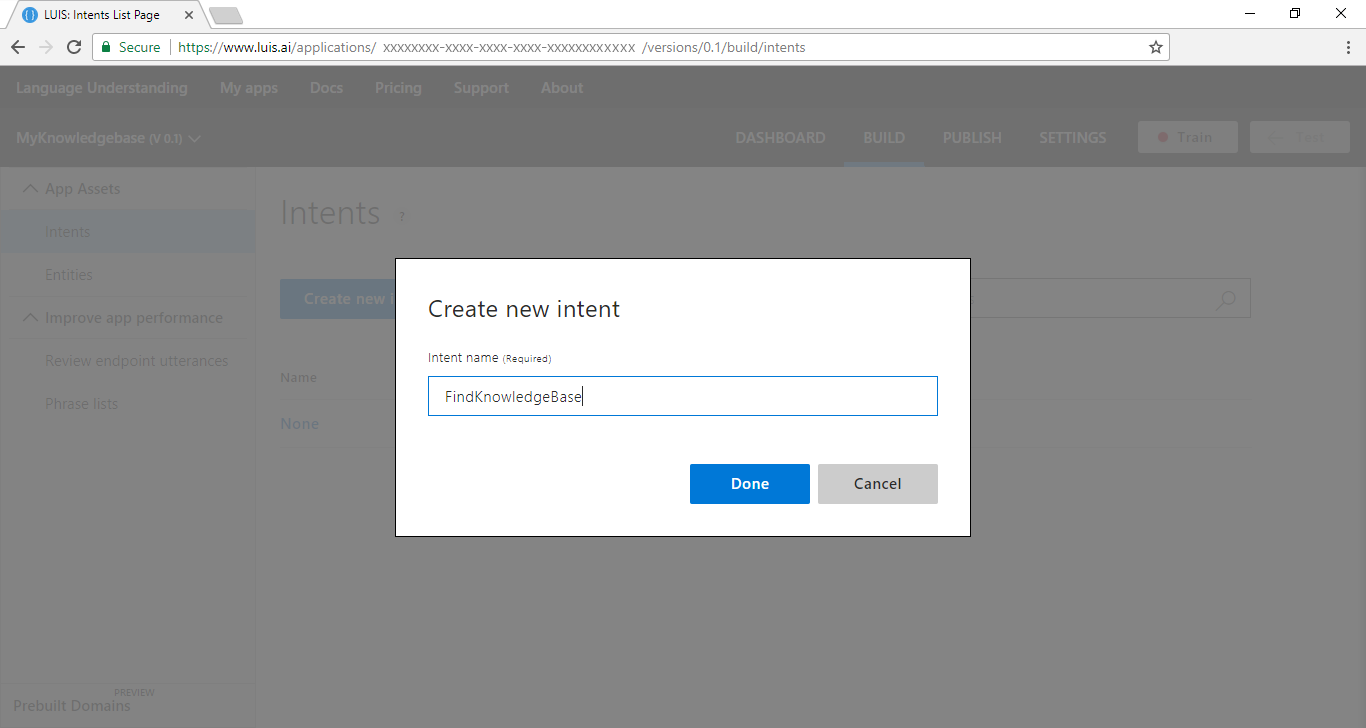 LUIS: Intents List Page
Secure https://www.luis.ai/applications/ xxxxxxxx-xxxx-xxxx-xxxx-xxxxxxxxxxxx /versions/0.1/build/intents
Language Understanding My apps Docs Pricing Support About
MyKnowledgebase (V 0.1) DASHBOARD BUILD PUBLISH SETTINGS Train Test
App Assets
Intents
Entities
Improve app performance
Review endpoint utterances
Phrase lists
PREVIEW
Prebuilt Domains
Intents ?
Create new i
Name
None
Create new intent
Intent name (Required)
FindKnowledgeBase
Done Cancel